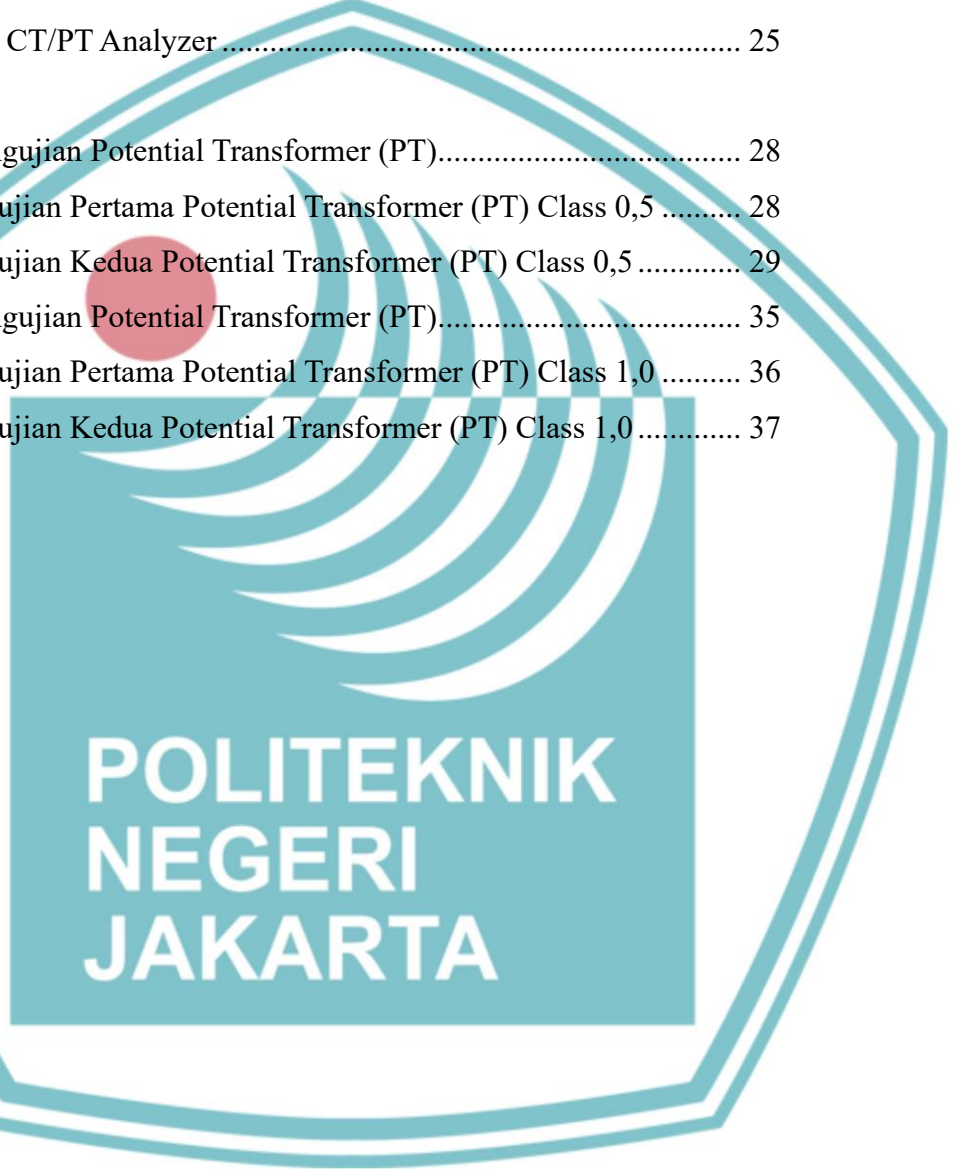 CT/PT Analyzer ................................................................. 25
ngujian Potential Transformer (PT)...................................... 28
ujian Pertama Potential Transformer (PT) Class 0,5 .......... 28
ujian Kedua Potential Transformer (PT) Class 0,5 ............. 29
ngujian Potential Transformer (PT)...................................... 35
ujian Pertama Potential Transformer (PT) Class 1,0 .......... 36
ujian Kedua Potential Transformer (PT) Class 1,0 ............. 37
POLITEKNIK
NEGERI
JAKARTA